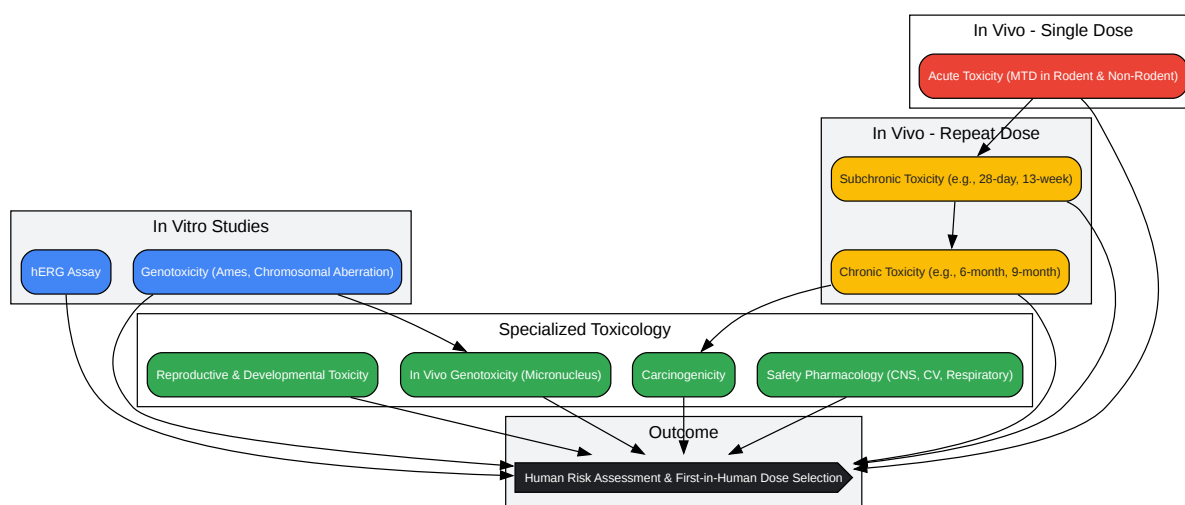 In Vivo - Single Dose
Acute Toxicity (MTD in Rodent & Non-Rodent)
In Vivo - Repeat Dose
Subchronic Toxicity (e.g., 28-day, 13-week)
In Vitro Studies
hERG Assay
Genotoxicity (Ames, Chromosomal Aberration)
Chronic Toxicity (e.g., 6-month, 9-month)
Specialized Toxicology
Reproductive & Developmental Toxicity
In Vivo Genotoxicity (Micronucleus)
Carcinogenicity
Safety Pharmacology (CNS, CV, Respiratory)
Outcome
Human Risk Assessment & First-in-Human Dose Selection